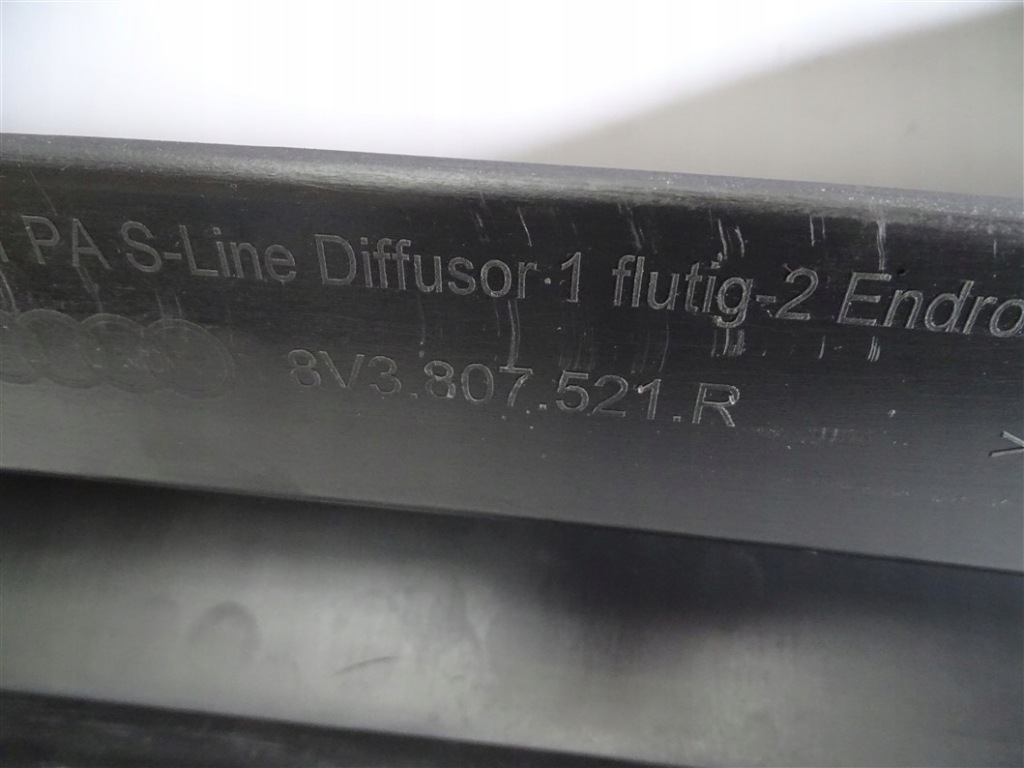 PA S-Line Diffusor 1 flutig-2 Endro
8V3.807.521.R